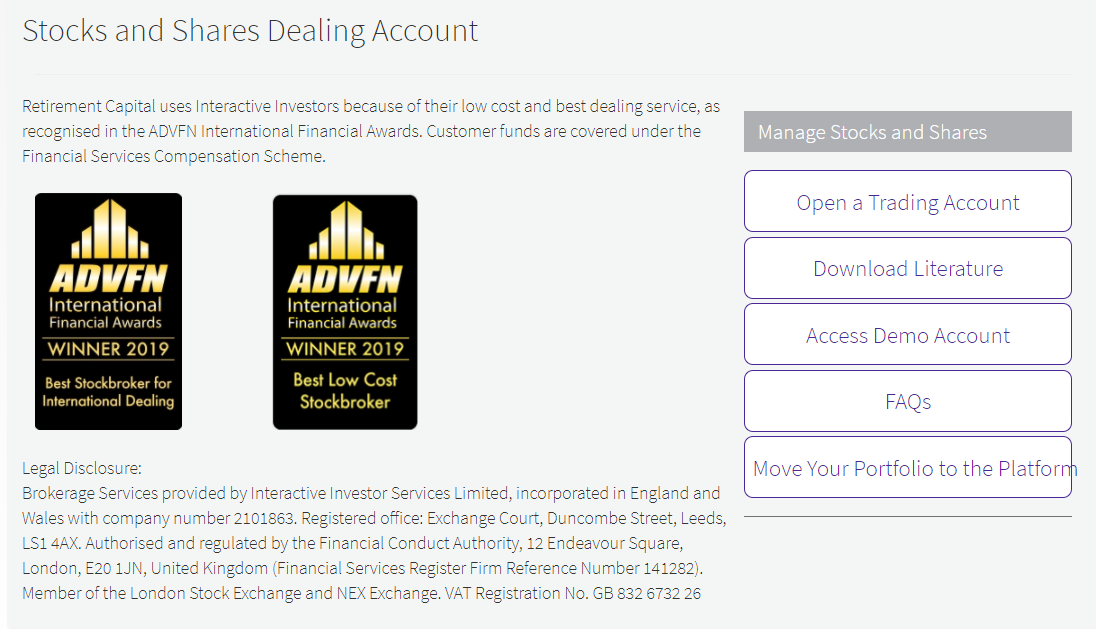 Stocks and Shares Dealing Account
Retirement Capital uses Interactive Investors because of their low cost and best dealing service, as
recognised in the ADVFN International Financial Awards. Customer funds are covered under the
Financial Services Compensation Scheme.
ADVFN
International
Financial Awards
WINNER 2019
Best Stockbroker for
International Dealing
ADVFN
International
Financial Awards
WINNER 2019
Best Low Cost
Stockbroker
Legal Disclosure:
Brokerage Services provided by Interactive Investor Services Limited, incorporated in England and
Wales with company number 2101863. Registered office: Exchange Court, Duncombe Street, Leeds,
LS1 4AX. Authorised and regulated by the Financial Conduct Authority, 12 Endeavour Square,
London, E20 1JN, United Kingdom (Financial Services Register Firm Reference Number 141282).
Member of the London Stock Exchange and NEX Exchange. VAT Registration No. GB 832 6732 26
Manage Stocks and Shares
Open a Trading Account
Download Literature
Access Demo Account
FAQs
Move Your Portfolio to the Platform